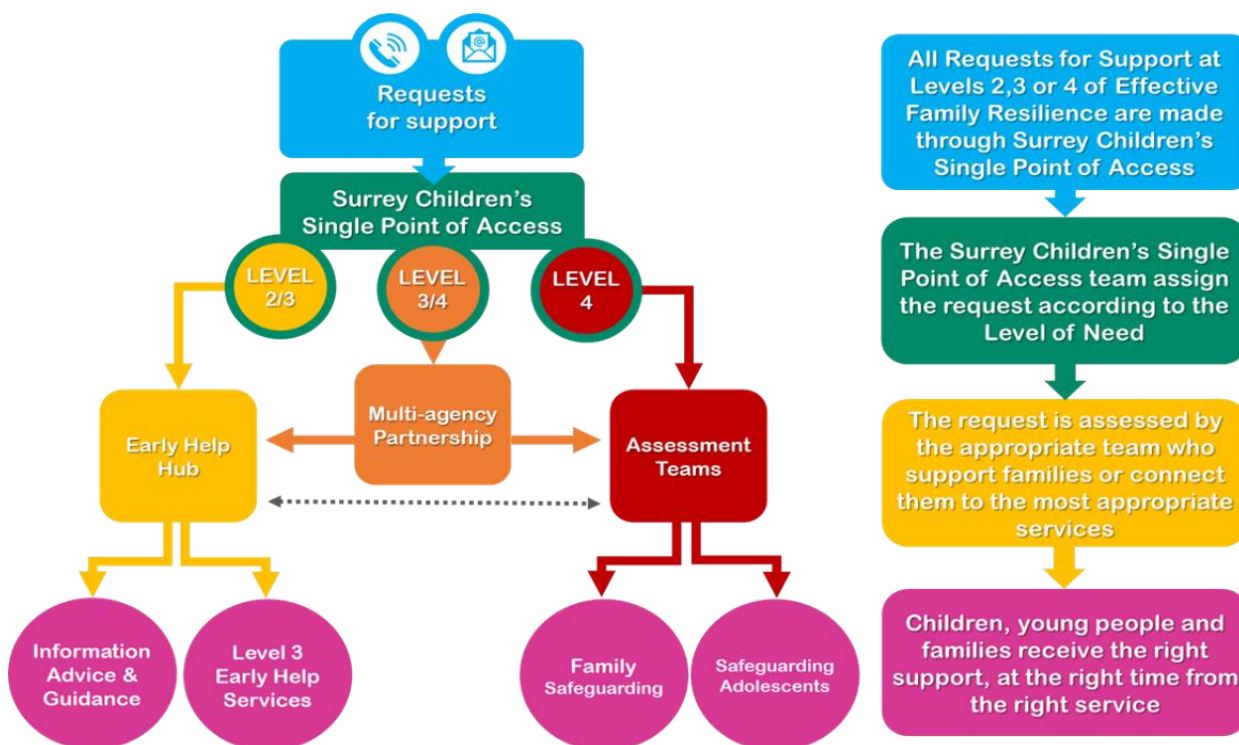 Requests
for support
Surrey Children's
Single Point of Access
LEVEL
2/3
LEVEL
3/4
LEVEL
4
Early Help
Hub
Multi-agency
Partnership
Assessment
Teams
Information
Advice &
Guidance
Level 3
Early Help
Services
Family
Safeguarding
Safeguarding
Adolescents
All Requests for Support at
Levels 2,3 or 4 of Effective
Family Resilience are made
through Surrey Children's
Single Point of Access
The Surrey Children's Single
Point of Access team assign
the request according to the
Level of Need
The request is assessed by
the appropriate team who
support families or connect
them to the most appropriate
services
Children, young people and
families receive the right
support, at the right time from
the right service